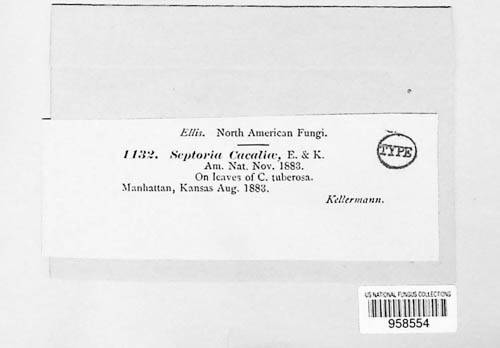 Ellis. North American Fungi.
1132. Septoria Cacaliæ, E. & K.
Am. Nat. Nov. 1883.
On leaves of C. tuberosa.
Manhattan, Kansas Aug. 1883.
Kellermann.
TYPE
US NATIONAL FUNGUS COLLECTIONS
958554